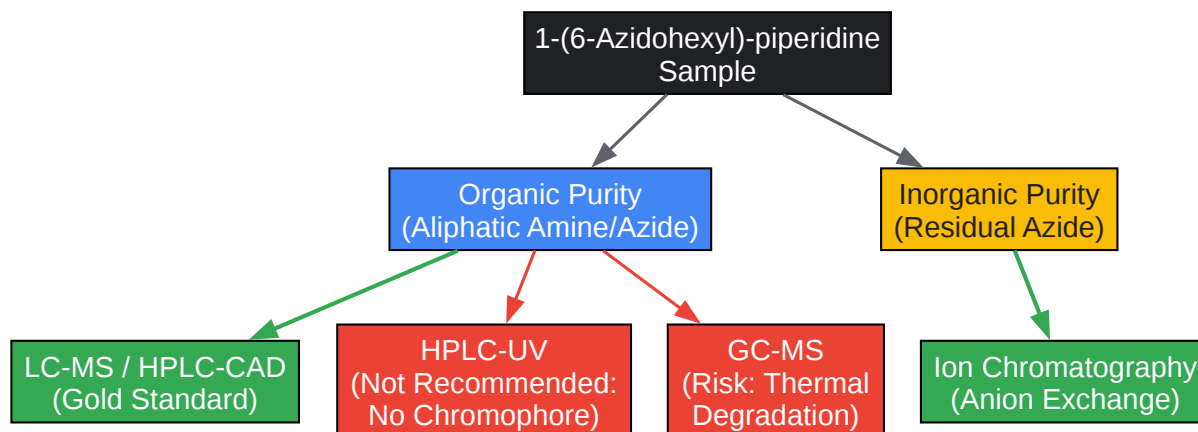 1-(6-Azidohexyl)-piperidine
Sample
Organic Purity
(Aliphatic Amine/Azide)
Inorganic Purity
(Residual Azide)
LC-MS / HPLC-CAD
(Gold Standard)
HPLC-UV
(Not Recommended:
No Chromophore)
GC-MS
(Risk: Thermal
Degradation)
Ion Chromatography
(Anion Exchange)